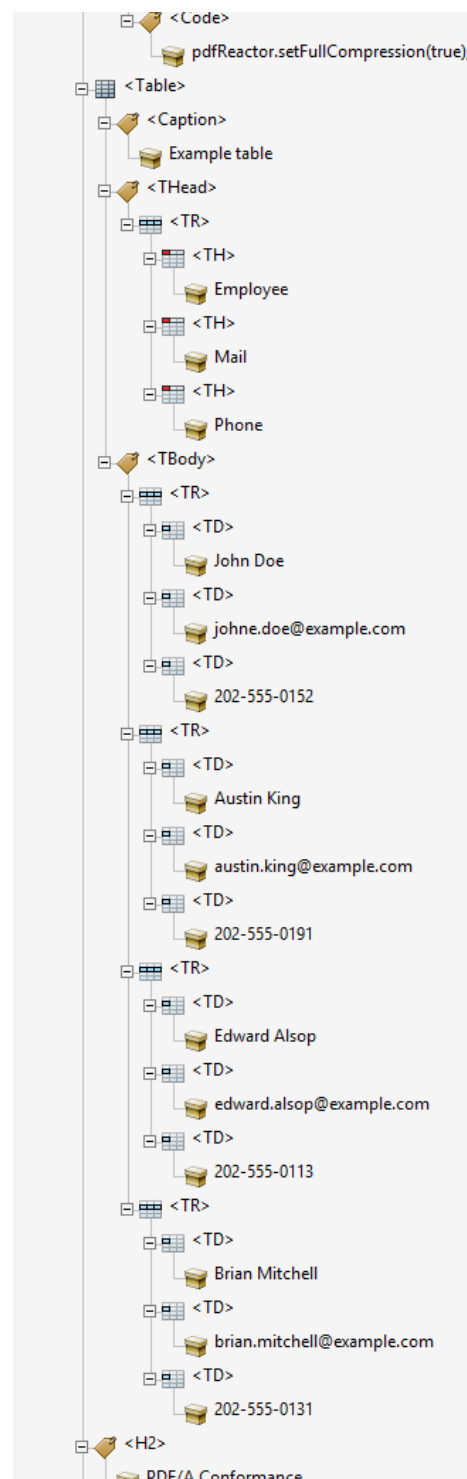 <Code>
pdfReactor.setFullCompression(true)
<Table>
<Caption>
Example table
<THead>
<TR>
<TH>
Employee
<TH>
Mail
<TH>
Phone
<TBody>
<TR>
<TD>
John Doe
<TD>
johne.doe@example.com
<TD>
202-555-0152
<TR>
<TD>
Austin King
<TD>
austin.king@example.com
<TD>
202-555-0191
<TR>
<TD>
Edward Alsop
<TD>
edward.alsop@example.com
<TD>
202-555-0113
<TR>
<TD>
Brian Mitchell
<TD>
brian.mitchell@example.com
<TD>
202-555-0131
<H2>
PDF/A Conformance